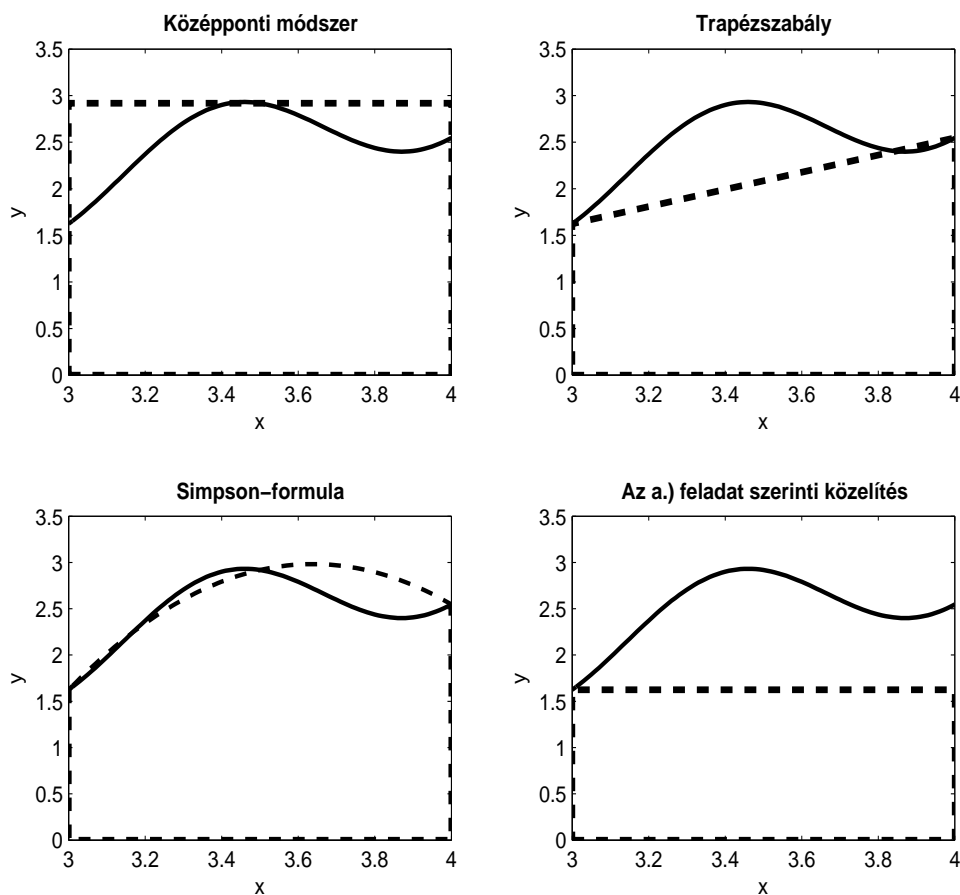 Középponti módszer
3.5
3
2.5
2
1.5
1
0.5
0
y
3 3.2 3.4 3.6 3.8 4
x
Trapézszabály
3.5
3
2.5
2
1.5
1
0.5
0
y
3 3.2 3.4 3.6 3.8 4
x
Simpson−formula
3.5
3
2.5
2
1.5
1
0.5
0
y
3 3.2 3.4 3.6 3.8 4
x
Az a.) feladat szerinti közelítés
3.5
3
2.5
2
1.5
1
0.5
0
y
3 3.2 3.4 3.6 3.8 4
x